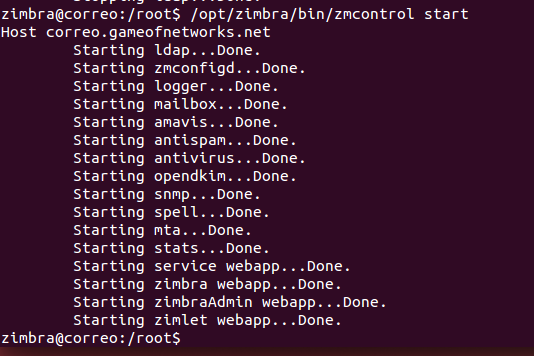 zimbra@correo:/root$ /opt/zimbra/bin/zmcontrol start
Host correo.gameofnetworks.net
Starting ldap...Done.
Starting zmconfigd...Done.
Starting logger...Done.
Starting mailbox...Done.
Starting amavis...Done.
Starting antispam...Done.
Starting antivirus...Done.
Starting opendkim...Done.
Starting snmp...Done.
Starting spell...Done.
Starting mta...Done.
Starting stats...Done.
Starting service webapp...Done.
Starting zimbra webapp...Done.
Starting zimbraAdmin webapp...Done.
Starting zimlet webapp...Done.
zimbra@correo:/root$